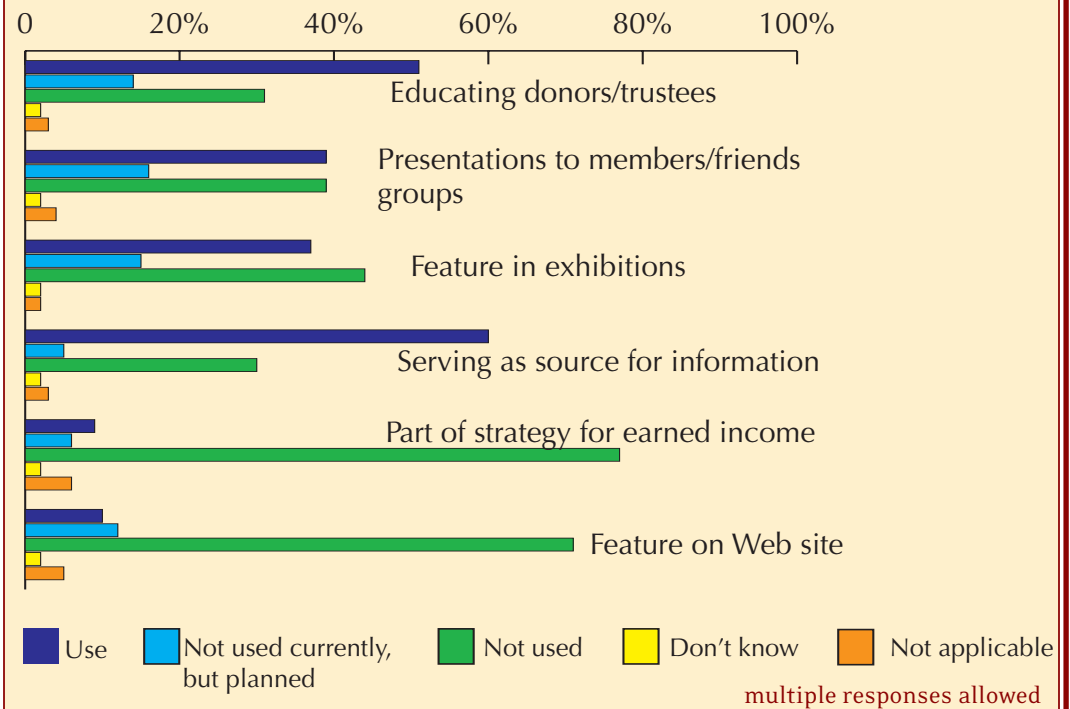 0 20% 40% 60% 80% 100%
Educating donors/trustees
Presentations to members/friends
groups
Feature in exhibitions
Serving as source for information
Part of strategy for earned income
Feature on Web site
Use
Not used currently,
but planned
Not used
Don’t know
Not applicable
multiple responses allowed